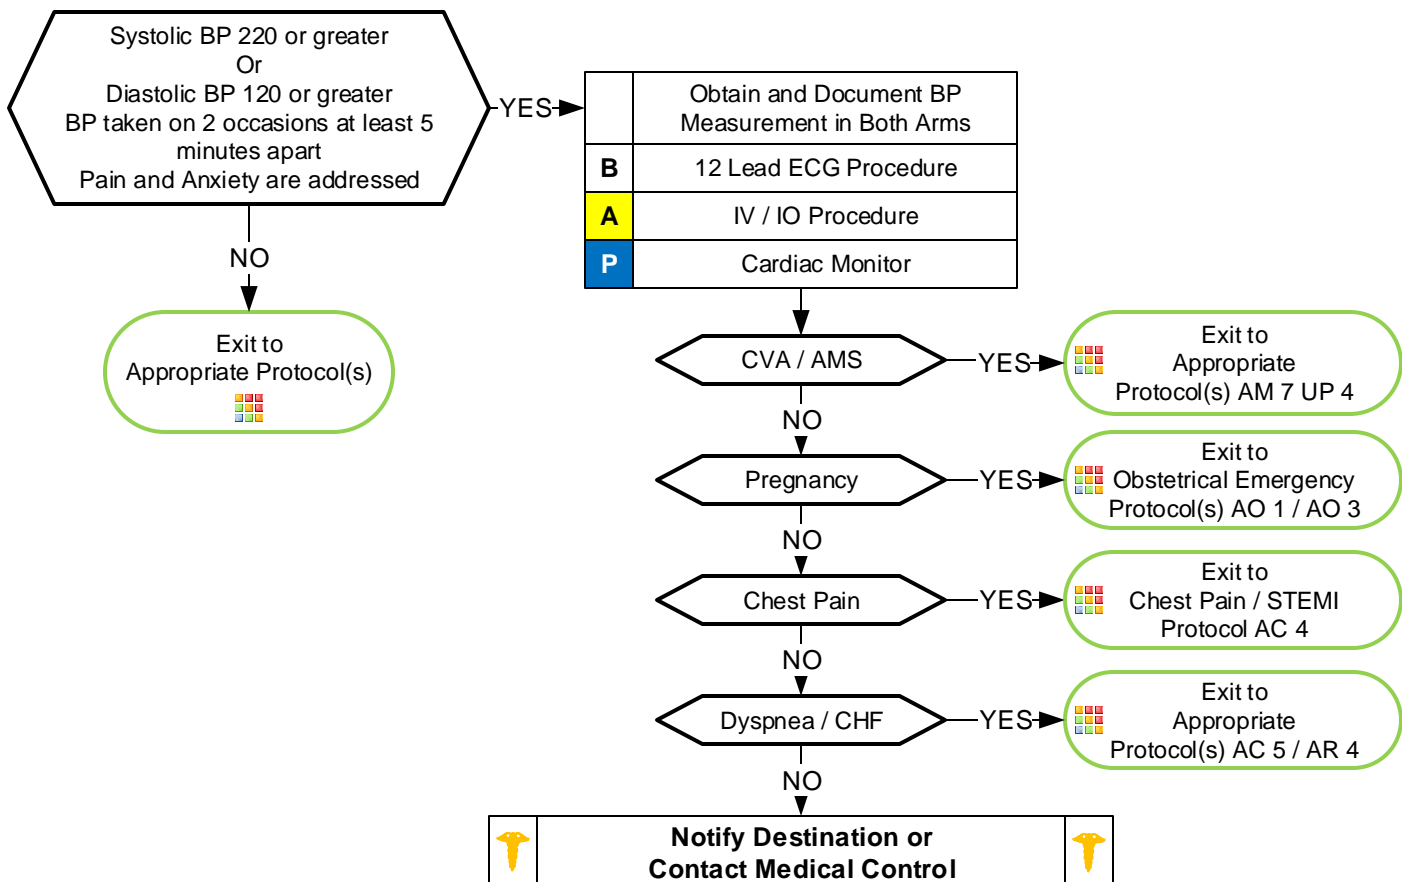 Systolic BP 220 or greater
Or
Diastolic BP 120 or greater
BP taken on 2 occasions at least 5
minutes apart
Pain and Anxiety are addressed
YES
NO
Exit to
Appropriate Protocol(s)
Obtain and Document BP
Measurement in Both Arms
B 12 Lead ECG Procedure
A IV / IO Procedure
P Cardiac Monitor
CVA / AMS
YES
Exit to
Appropriate
Protocol(s) AM 7 UP 4
NO
Pregnancy
YES
Exit to
Obstetrical Emergency
Protocol(s) AO 1 / AO 3
NO
Chest Pain
YES
Exit to
Chest Pain / STEMI
Protocol AC 4
NO
Dyspnea / CHF
YES
Exit to
Appropriate
Protocol(s) AC 5 / AR 4
NO
Notify Destination or
Contact Medical Control